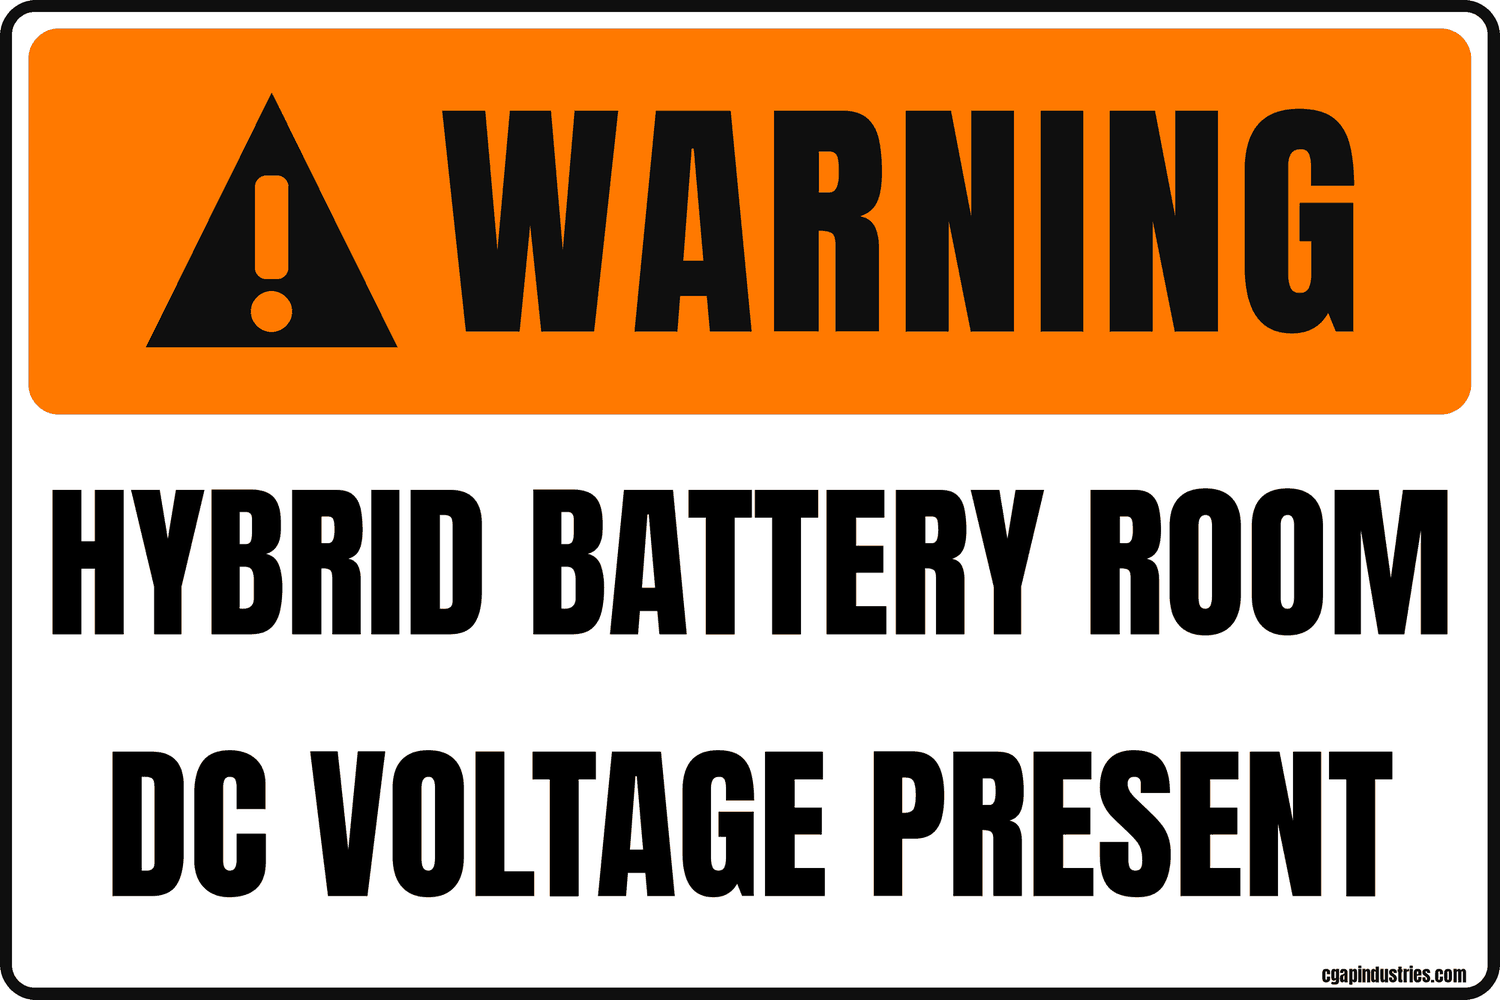 WARNING
HYBRID BATTERY ROOM
DC VOLTAGE PRESENT
cgapindustries.com